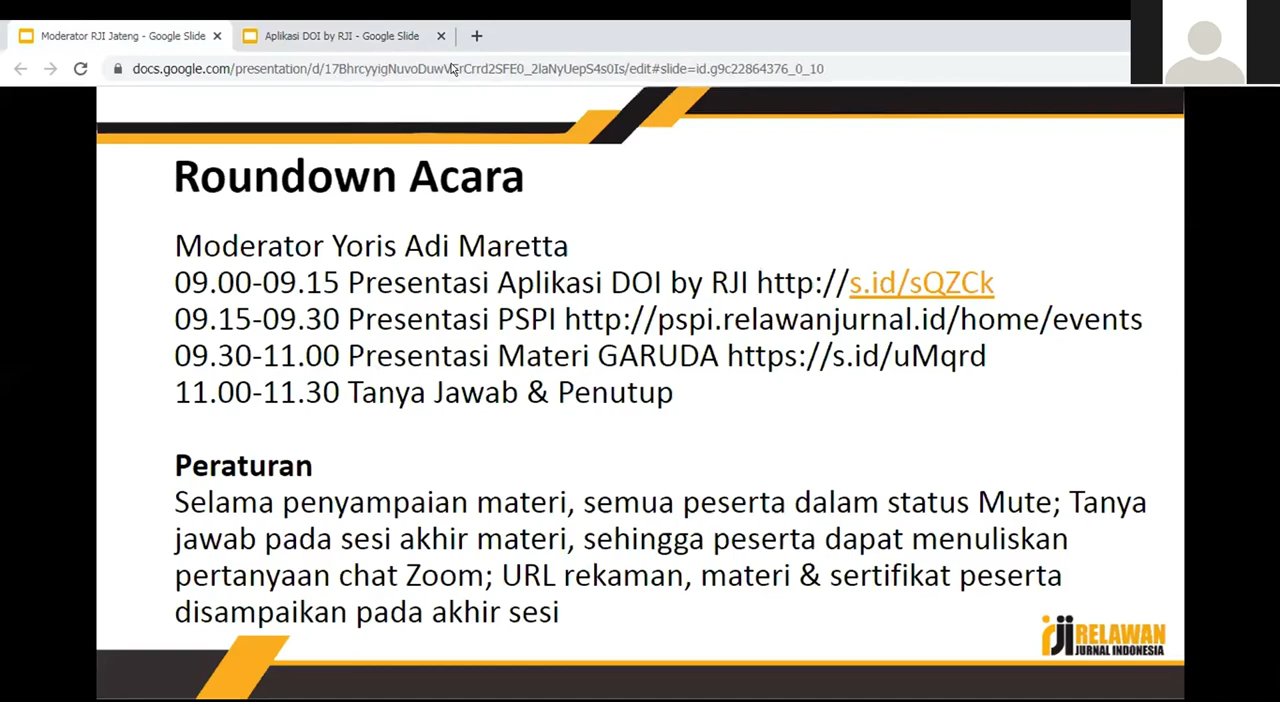 Moderator RJI Jateng - Google Slide
Aplikasi DOI by RJI - Google Slide
Roundown Acara
Moderator Yoris Adi Maretta
09.00-09.15 Presentasi Aplikasi DOI by RJI http://s.id/sQZCk
09.15-09.30 Presentasi PSPI http://pspi.relawanjurnal.id/home/events
09.30-11.00 Presentasi Materi GARUDA https://s.id/uMqrd
11.00-11.30 Tanya Jawab & Penutup
Peraturan
Selama penyampaian materi, semua peserta dalam status Mute; Tanya
jawab pada sesi akhir materi, sehingga peserta dapat menuliskan
pertanyaan chat Zoom; URL rekaman, materi & sertifikat peserta
disampaikan pada akhir sesi
rji RELAWAN
JURNAL INDONESIA